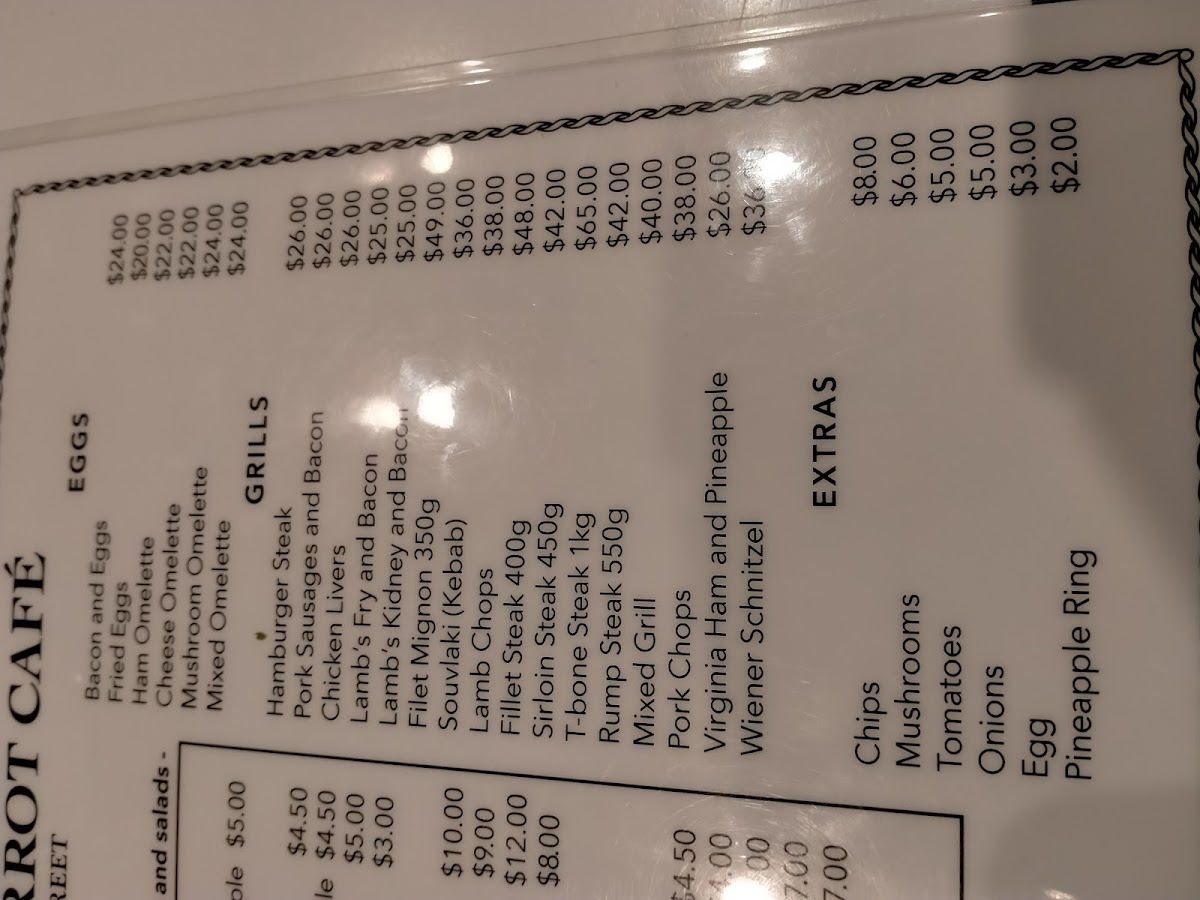 RROT CAFÉ
REET
and salads -
$5.00
$4.50
$4.50
$5.00
$3.00
$10.00
$9.00
$12.00
$8.00
$4.50
EGGS
Bacon and Eggs $24.00
Fried Eggs $20.00
Ham Omelette $22.00
Cheese Omelette $22.00
Mushroom Omelette $24.00
Mixed Omelette $24.00
GRILLS
Hamburger Steak $26.00
Pork Sausages and Bacon $26.00
Chicken Livers $26.00
Lamb's Fry and Bacon $25.00
Lamb's Kidney and Bacon $25.00
Filet Mignon 350g $49.00
Souvlaki (Kebab) $36.00
Lamb Chops $38.00
Fillet Steak 400g $48.00
Sirloin Steak 450g $42.00
T-bone Steak 1kg $65.00
Rump Steak 550g $42.00
Mixed Grill $40.00
Pork Chops $38.00
Virginia Ham and Pineapple $26.00
Wiener Schnitzel
EXTRAS
Chips $8.00
Mushrooms $6.00
Tomatoes $5.00
Onions $5.00
Egg $3.00
Pineapple Ring $2.00